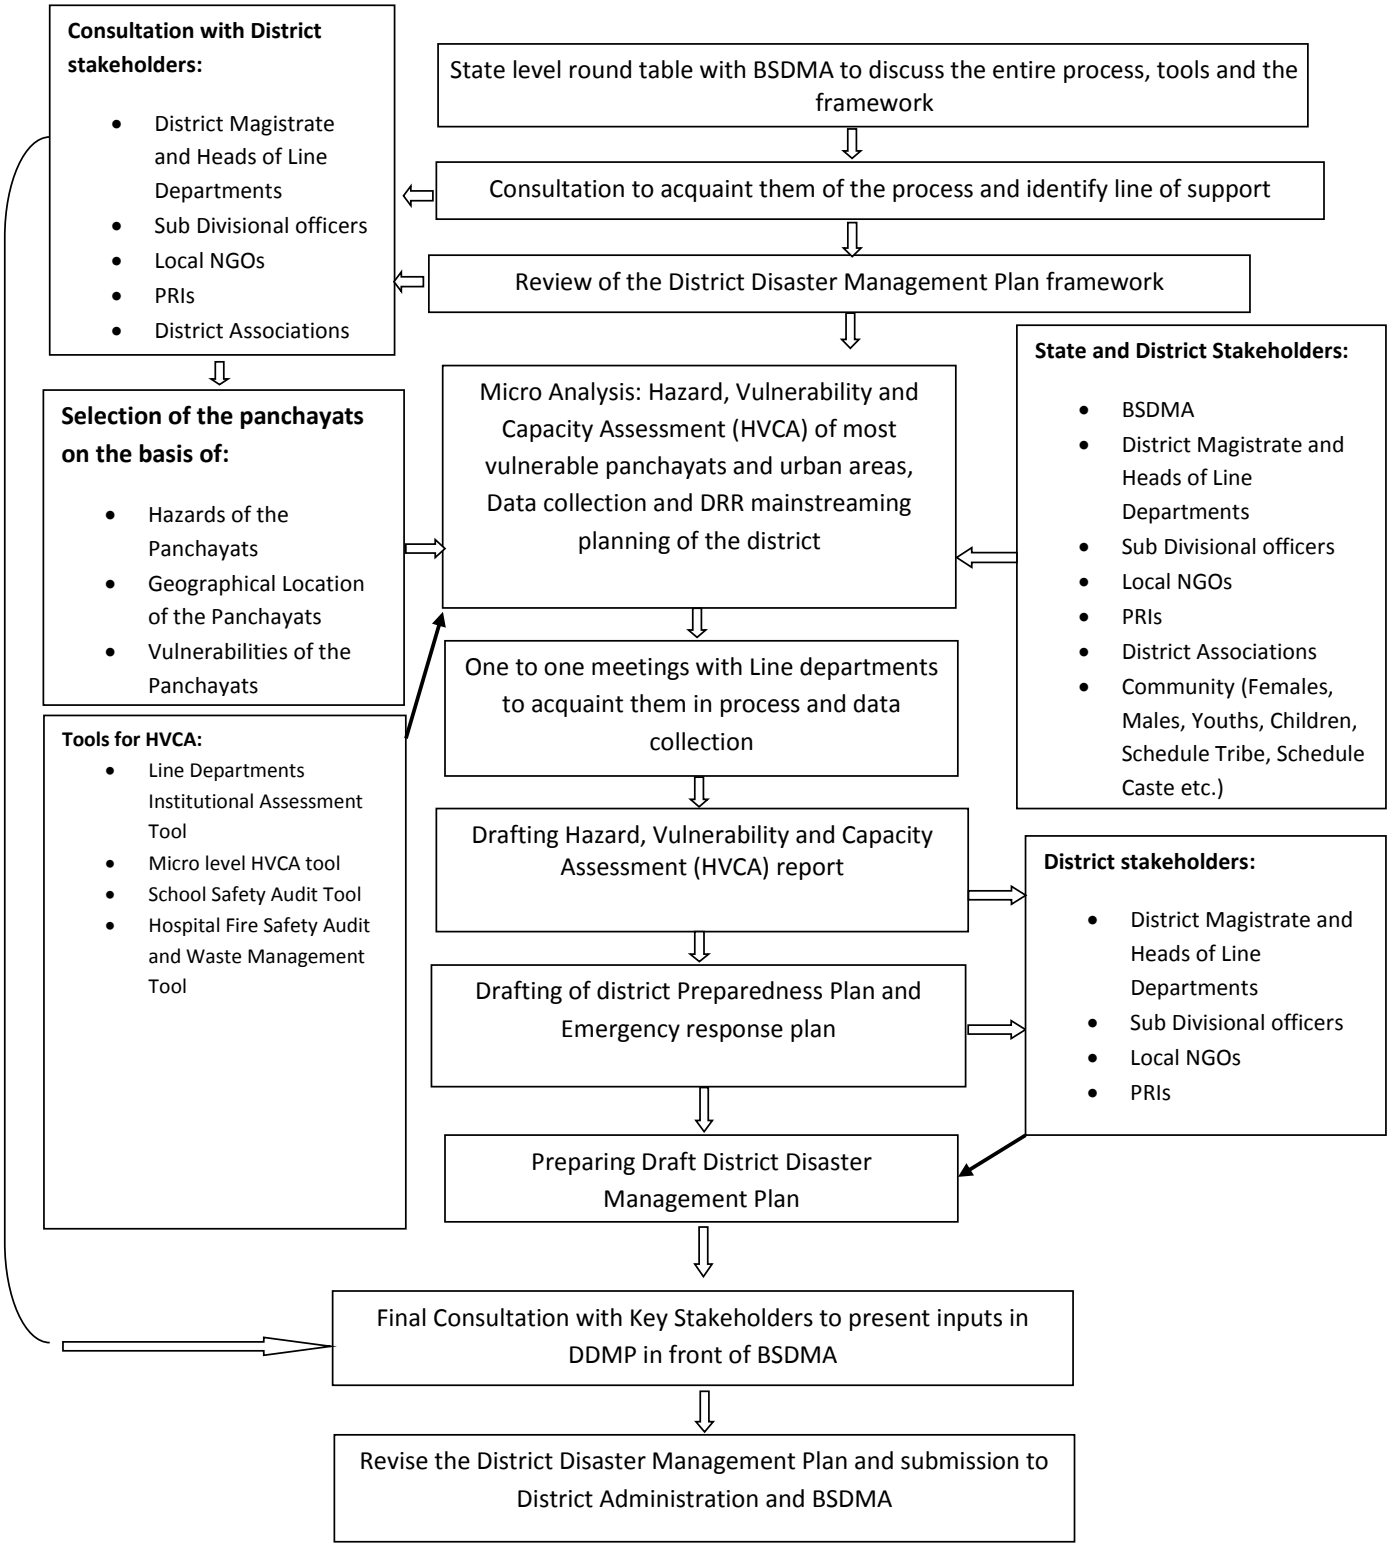 Consultation with District
stakeholders:
• District Magistrate
and Heads of Line
Departments
• Sub Divisional officers
• Local NGOs
• PRIs
• District Associations
State level round table with BSDMA to discuss the entire process, tools and the
framework
Consultation to acquaint them of the process and identify line of support
Review of the District Disaster Management Plan framework
Selection of the panchayats
on the basis of:
• Hazards of the
Panchayats
• Geographical Location
of the Panchayats
• Vulnerabilities of the
Panchayats
Micro Analysis: Hazard, Vulnerability and
Capacity Assessment (HVCA) of most
vulnerable panchayats and urban areas,
Data collection and DRR mainstreaming
planning of the district
State and District Stakeholders:
• BSDMA
• District Magistrate and
Heads of Line
Departments
• Sub Divisional officers
• Local NGOs
• PRIs
• District Associations
• Community (Females,
Males, Youths, Children,
Schedule Tribe, Schedule
Caste etc.)
Tools for HVCA:
• Line Departments
Institutional Assessment
Tool
• Micro level HVCA tool
• School Safety Audit Tool
• Hospital Fire Safety Audit
and Waste Management
Tool
One to one meetings with Line departments
to acquaint them in process and data
collection
Drafting Hazard, Vulnerability and Capacity
Assessment (HVCA) report
District stakeholders:
• District Magistrate and
Heads of Line
Departments
• Sub Divisional officers
• Local NGOs
• PRIs
Drafting of district Preparedness Plan and
Emergency response plan
Preparing Draft District Disaster
Management Plan
Final Consultation with Key Stakeholders to present inputs in
DDMP in front of BSDMA
Revise the District Disaster Management Plan and submission to
District Administration and BSDMA